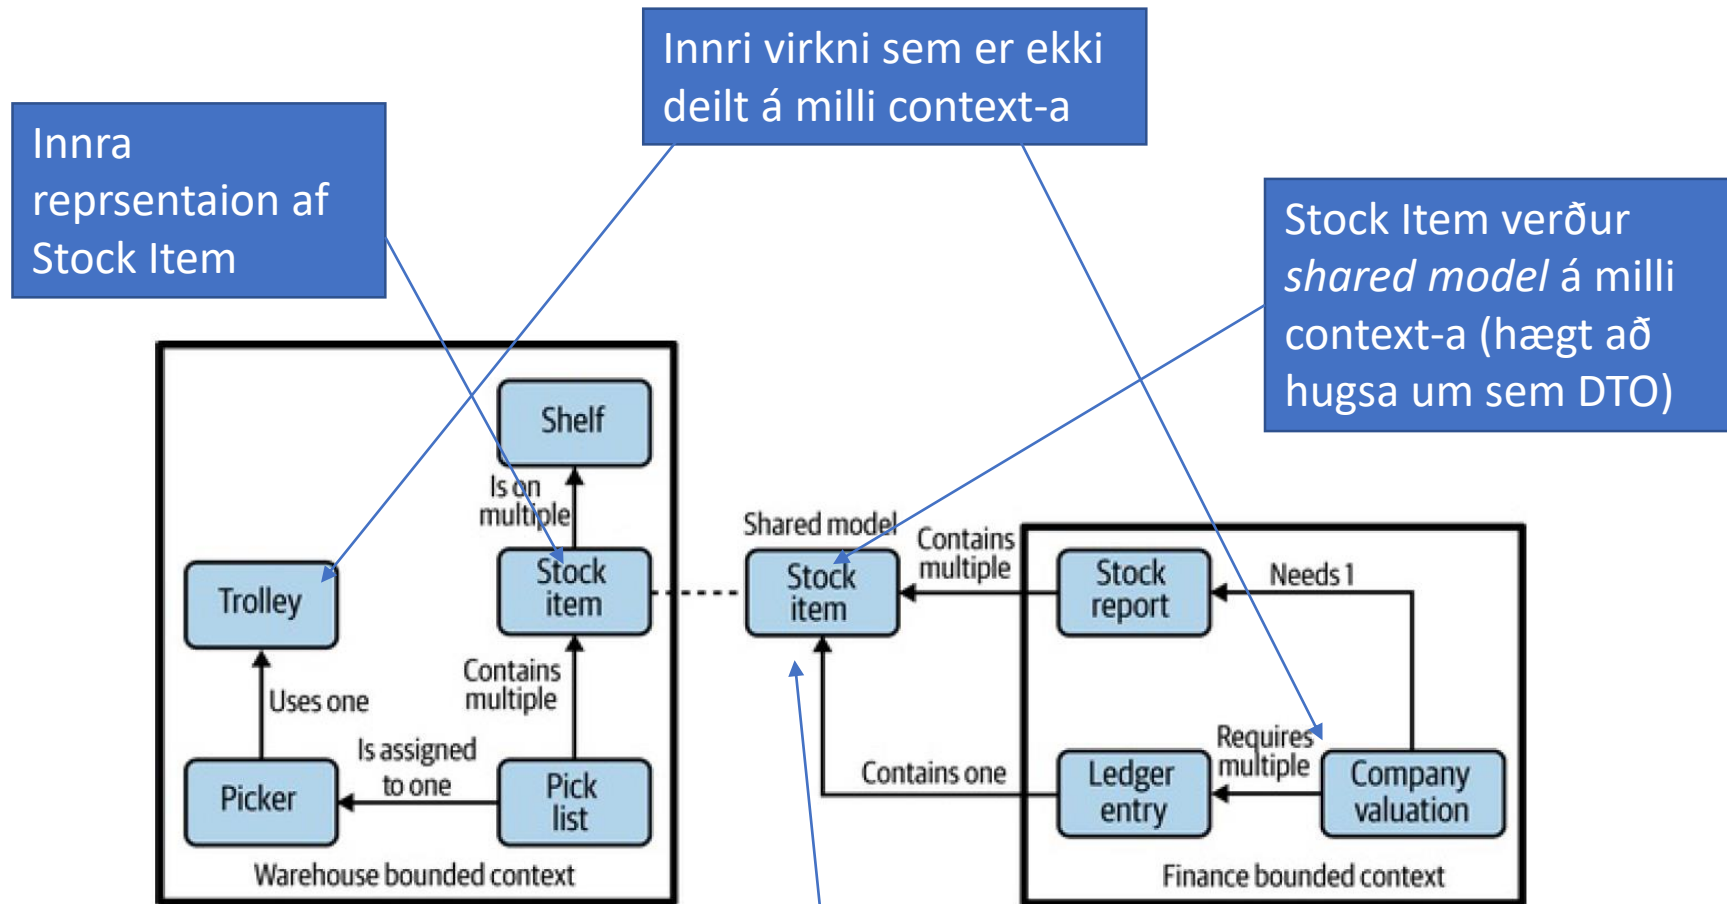 Innri virkni sem er ekki
deilt á milli context-a
Innra
reprsentaion af
Stock Item
Stock Item verður
shared model á milli
context-a (hægt að
hugsa um sem DTO)
Shelf
Is on
multiple
Trolley
Stock
item
Shared model
Stock
item
Contains
multiple
Stock
report
Needs 1
Uses one
Contains
multiple
Picker
Is assigned
to one
Pick
list
Contains one
Ledger
entry
Requires
multiple
Company
valuation
Warehouse bounded context
Finance bounded context